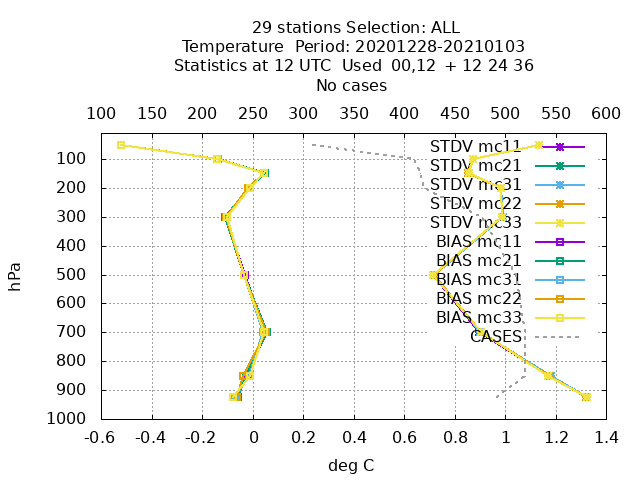 29 stations Selection: ALL
Temperature  Period: 20201228-20210103
Statistics at 12 UTC  Used  00,12  + 12 24 36
No cases
100 150 200 250 300 350 400 450 500 550 600
STDV mc11
100
STDV mc21
STDV mc31
200
STDV mc22
300
STDV mc33
BIAS mc11
400
BIAS mc21
500
BIAS mc31
BIAS mc22
600
BIAS mc33
700
CASES
800
900
1000
-0.6 -0.4 -0.2 0 0.2 0.4 0.6 0.8 1 1.2 1.4
hPa
deg C